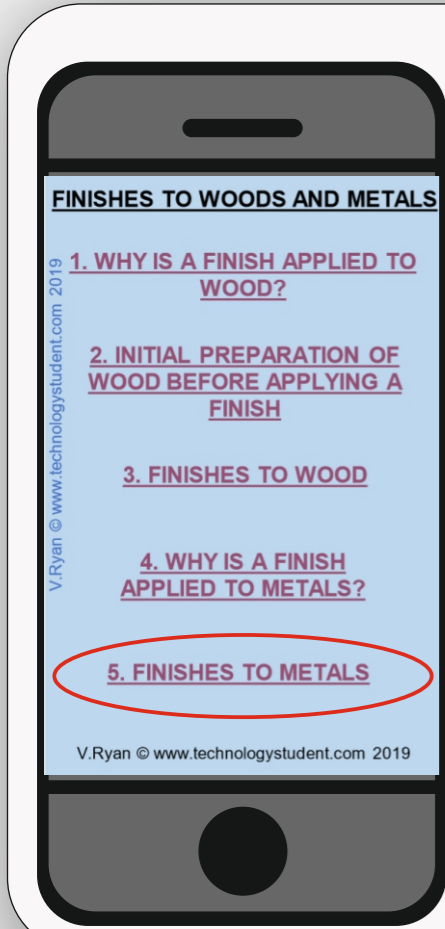 FINISHES TO WOODS AND METALS
1. WHY IS A FINISH APPLIED TO
WOOD?
2. INITIAL PREPARATION OF
WOOD BEFORE APPLYING A
FINISH
3. FINISHES TO WOOD
4. WHY IS A FINISH
APPLIED TO METALS?
5. FINISHES TO METALS
V.Ryan © www.technologystudent.com 2019
V.Ryan © www.technologystudent.com 2019